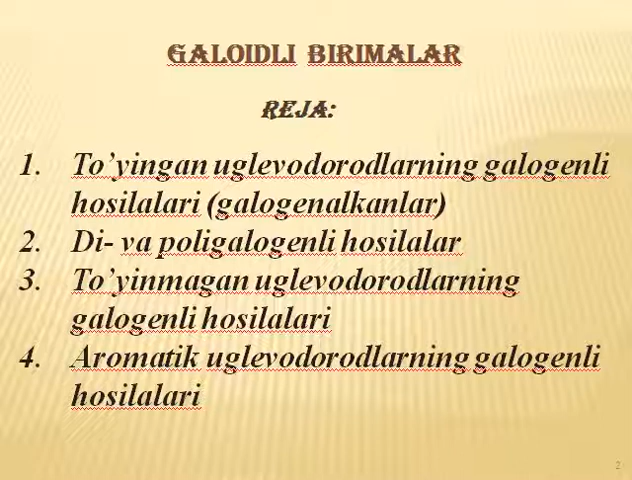 GALOIDLI BIRIMALAR
REJA:
1. To’yingan uglevodorodlarning galogenli
hosilalari (galogenalkanlar)
2. Di- va poligalogenli hosilalar
3. To’yinmagan uglevodorodlarning
galogenli hosilalari
4. Aromatik uglevodorodlarning galogenli
hosilalari
2